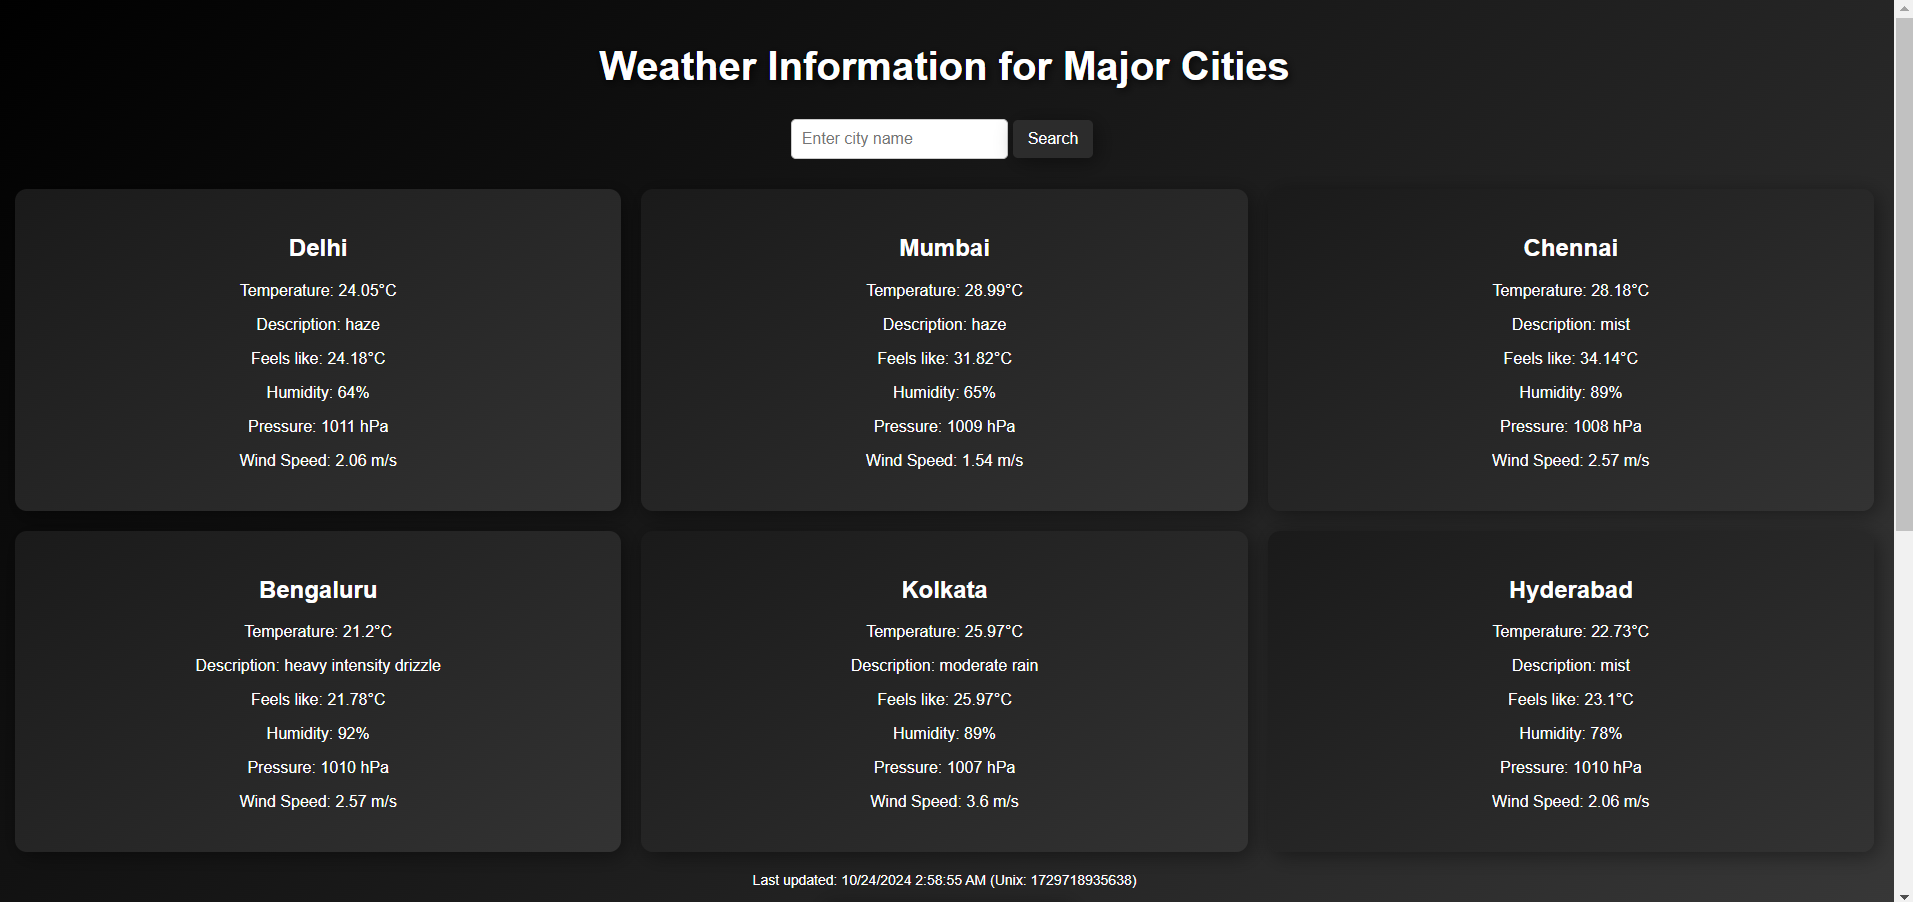 Weather Information for Major Cities
Enter city name
Search
Delhi
Temperature: 24.05°C
Description: haze
Feels like: 24.18°C
Humidity: 64%
Pressure: 1011 hPa
Wind Speed: 2.06 m/s
Mumbai
Temperature: 28.99°C
Description: haze
Feels like: 31.82°C
Humidity: 65%
Pressure: 1009 hPa
Wind Speed: 1.54 m/s
Chennai
Temperature: 28.18°C
Description: mist
Feels like: 34.14°C
Humidity: 89%
Pressure: 1008 hPa
Wind Speed: 2.57 m/s
Bengaluru
Temperature: 21.2°C
Description: heavy intensity drizzle
Feels like: 21.78°C
Humidity: 92%
Pressure: 1010 hPa
Wind Speed: 2.57 m/s
Kolkata
Temperature: 25.97°C
Description: moderate rain
Feels like: 25.97°C
Humidity: 89%
Pressure: 1007 hPa
Wind Speed: 3.6 m/s
Hyderabad
Temperature: 22.73°C
Description: mist
Feels like: 23.1°C
Humidity: 78%
Pressure: 1010 hPa
Wind Speed: 2.06 m/s
Last updated: 10/24/2024 2:58:55 AM (Unix: 1729718935638)